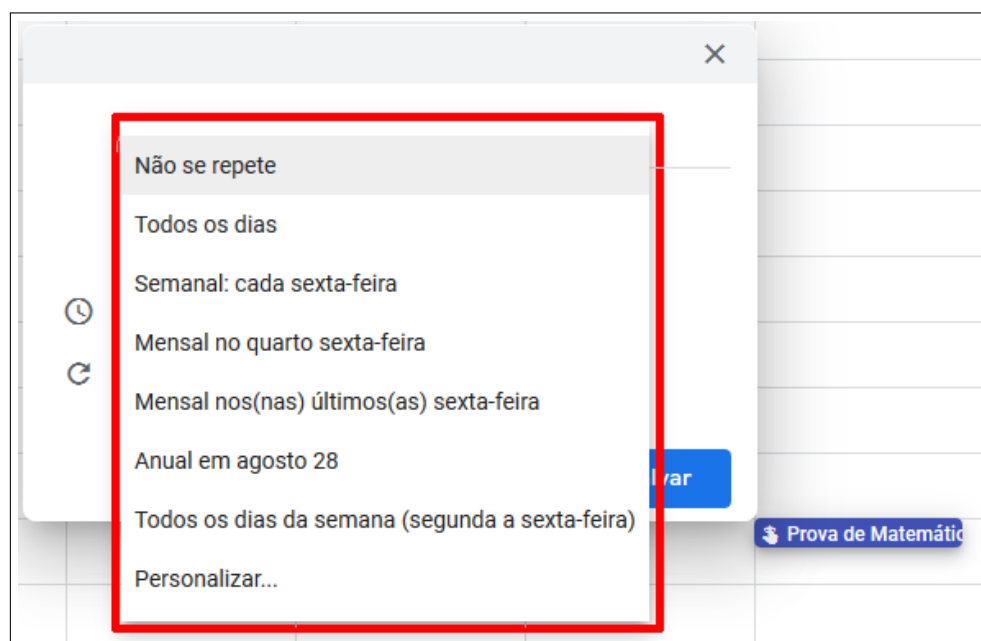 Não se repete
Todos os dias
Semanal: cada sexta-feira
Mensal no quarto sexta-feira
Mensal nos(nas) últimos(as) sexta-feira
Anual em agosto 28
lvar
Todos os dias da semana (segunda a sexta-feira)
Prova de Matemátic
Personalizar...